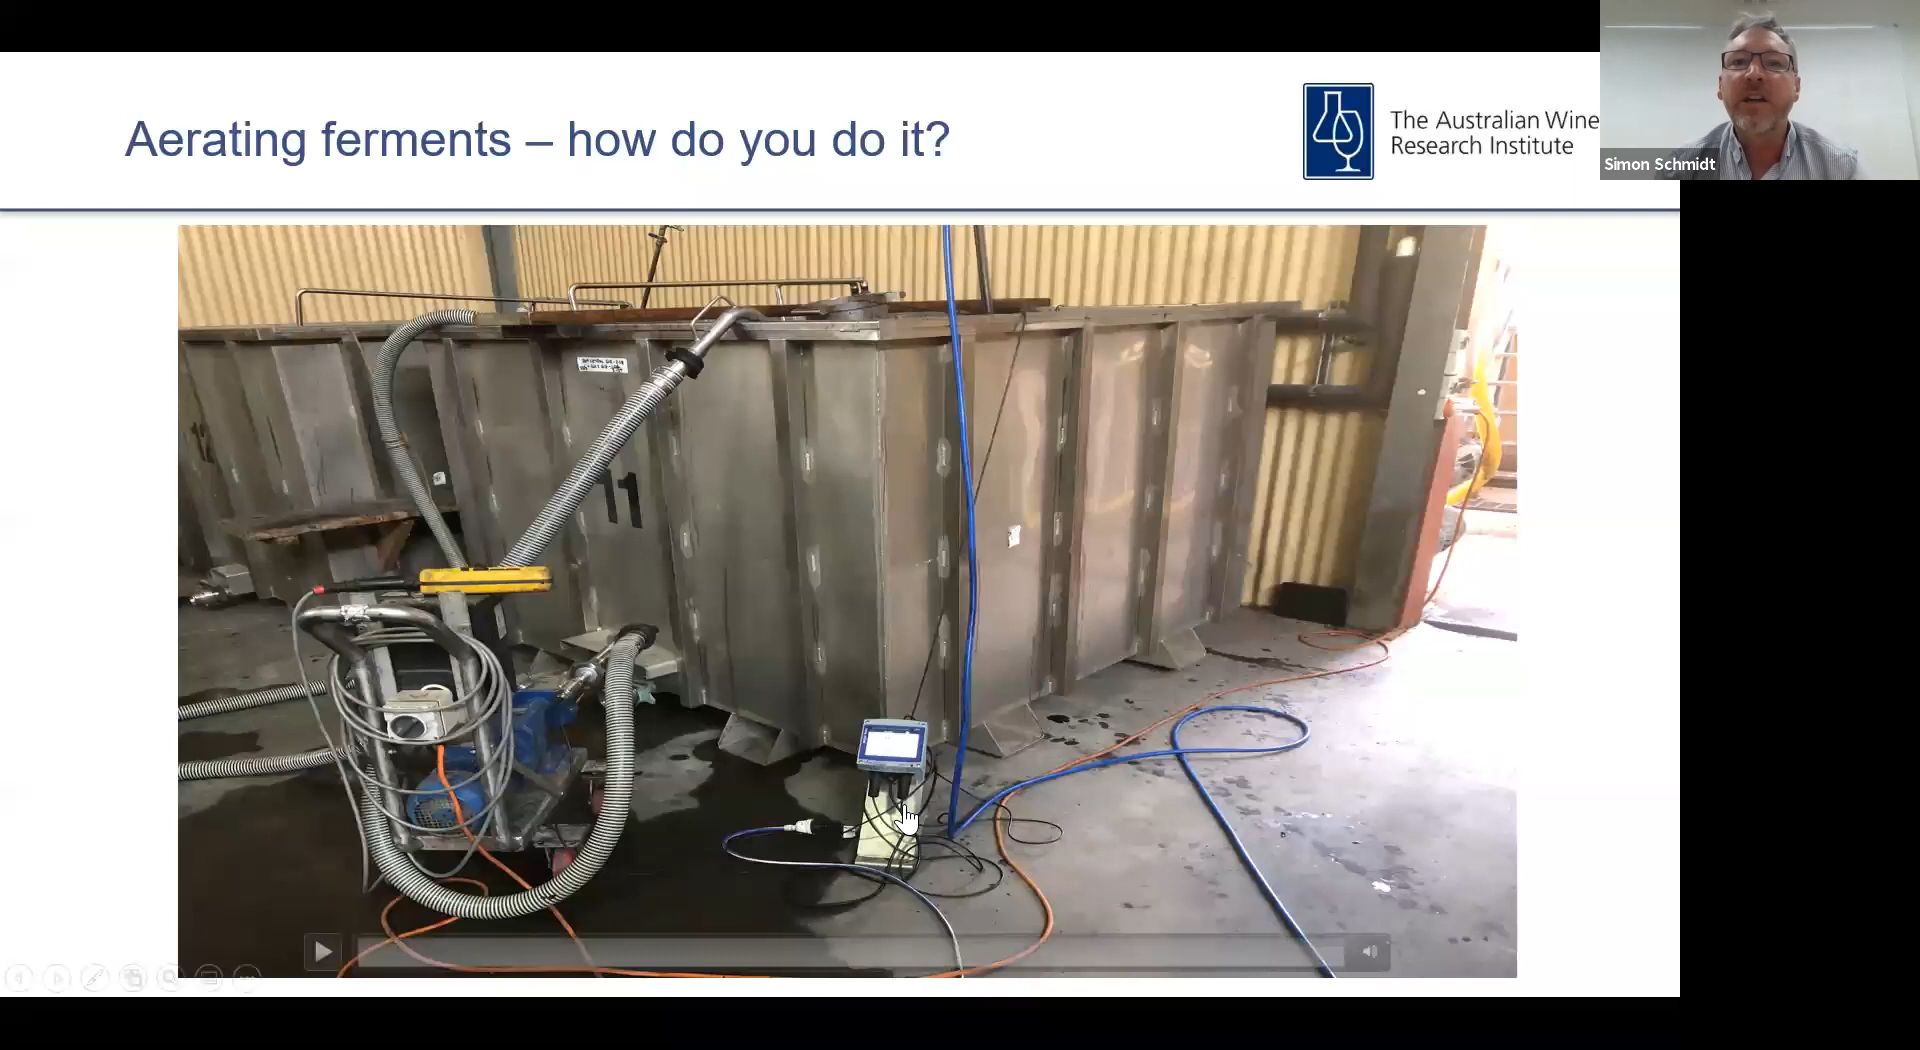 Aerating ferments – how do you do it?
The Australian Wine
Research Institute
Simon Schmidt
11